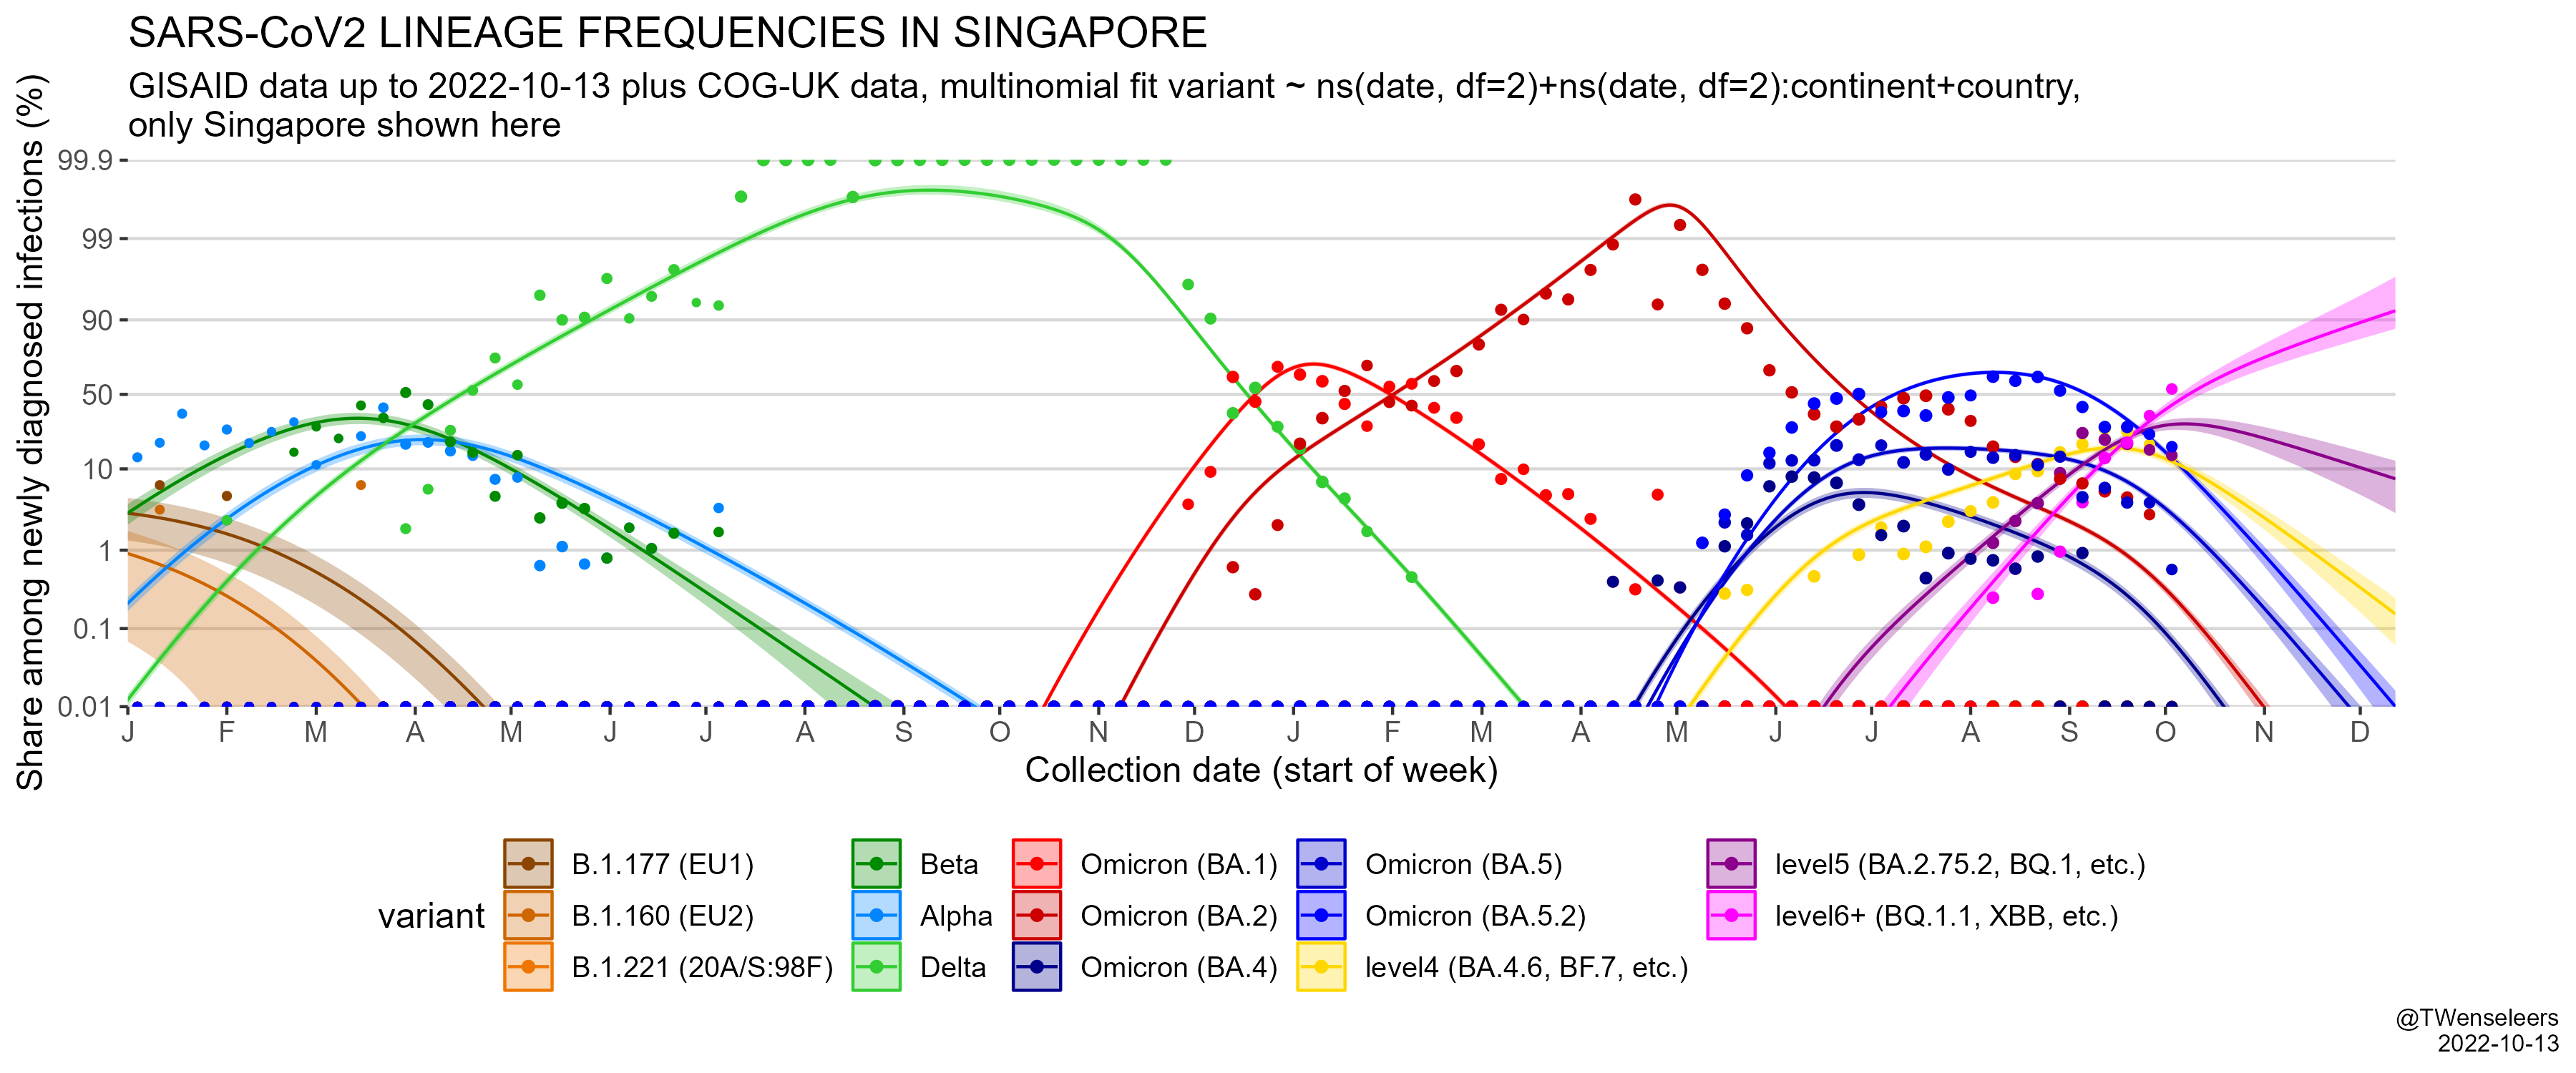 SARS-CoV2 LINEAGE FREQUENCIES IN SINGAPORE
GISAID data up to 2022-10-13 plus COG-UK data, multinomial fit variant ~ ns(date, df=2)+ns(date, df=2):continent+country,
only Singapore shown here
Share among newly diagnosed infections (%)
99.9
99
90
50
10
1
0.1
0.01
J F M A M J J A S O N D J F M A M J J A S O N D
Collection date (start of week)
variant
B.1.177 (EU1)
B.1.160 (EU2)
B.1.221 (20A/S:98F)
Beta
Alpha
Delta
Omicron (BA.1)
Omicron (BA.2)
Omicron (BA.4)
Omicron (BA.5)
Omicron (BA.5.2)
level4 (BA.4.6, BF.7, etc.)
level5 (BA.2.75.2, BQ.1, etc.)
level6+ (BQ.1.1, XBB, etc.)
@TWenseleers
2022-10-13